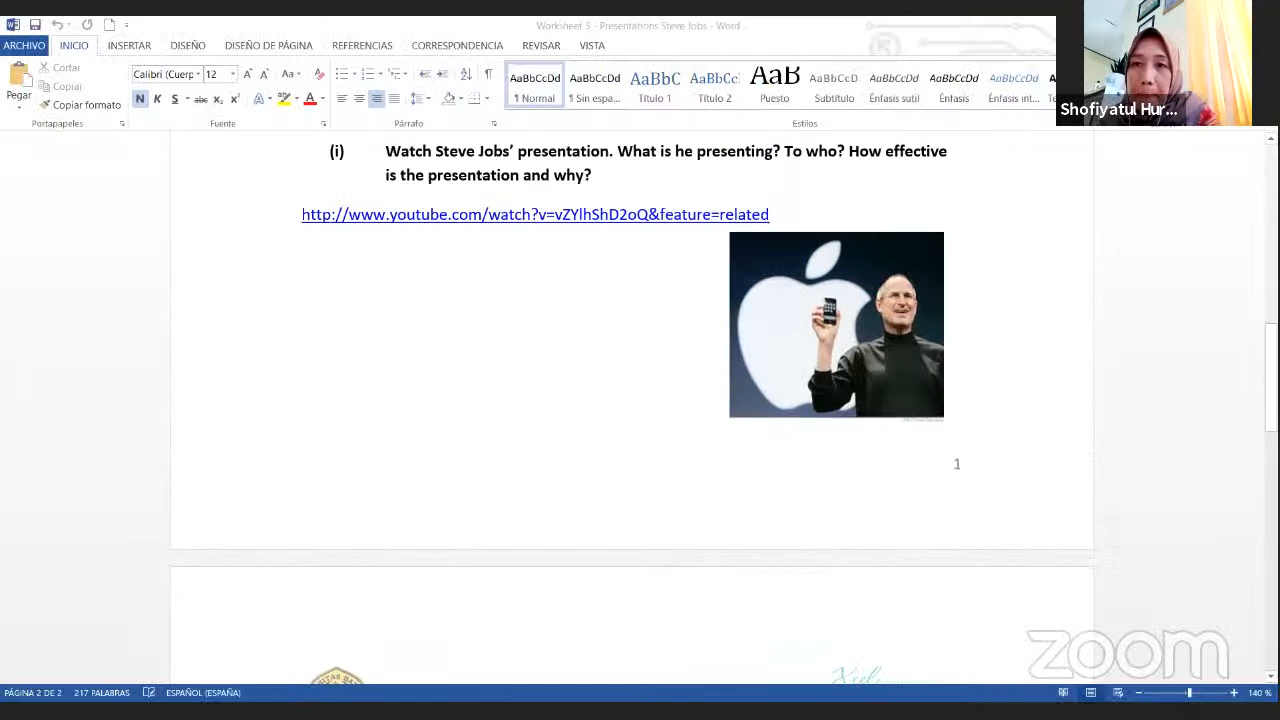 Worksheet 3 - Presentations Steve Jobs - Word
ARCHIVO INICIO INSERTAR DISEÑO DISEÑO DE PÁGINA REFERENCIAS CORRESPONDENCIA REVISAR VISTA
Cortar
Copiar
Copiar formato
Pegar
Portapapeles
Calibri (Cuerp 12
N K S abc x₂ x²
Fuente
Párrafo
AaBbCcDd AaBbCcDd AaBbC AaBbCc AaB AaBbCcD AaBbCcDd AaBbCcDd AaBbCcDd
¶ Normal ¶ Sin espa... Título 1 Título 2 Puesto Subtítulo Énfasis sutil Énfasis Énfasis int...
Estilos
Shofiyatul Hur...
(i) Watch Steve Jobs’ presentation. What is he presenting? To who? How effective
is the presentation and why?
http://www.youtube.com/watch?v=vZYlhShD2oQ&feature=related
1
zoom
PÁGINA 2 DE 2 217 PALABRAS ESPAÑOL (ESPAÑA) 140 %